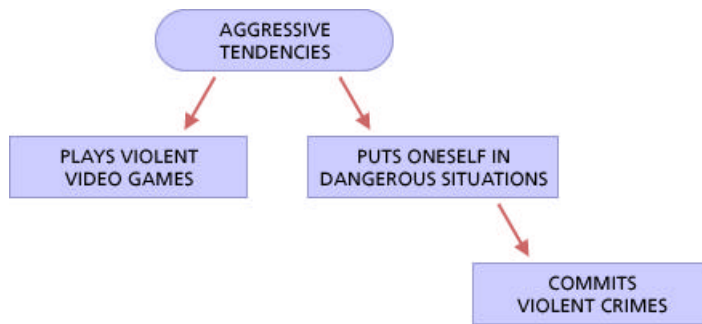 AGGRESSIVE
TENDENCIES
PLAYS VIOLENT
VIDEO GAMES
PUTS ONESELF IN
DANGEROUS SITUATIONS
COMMITS
VIOLENT CRIMES